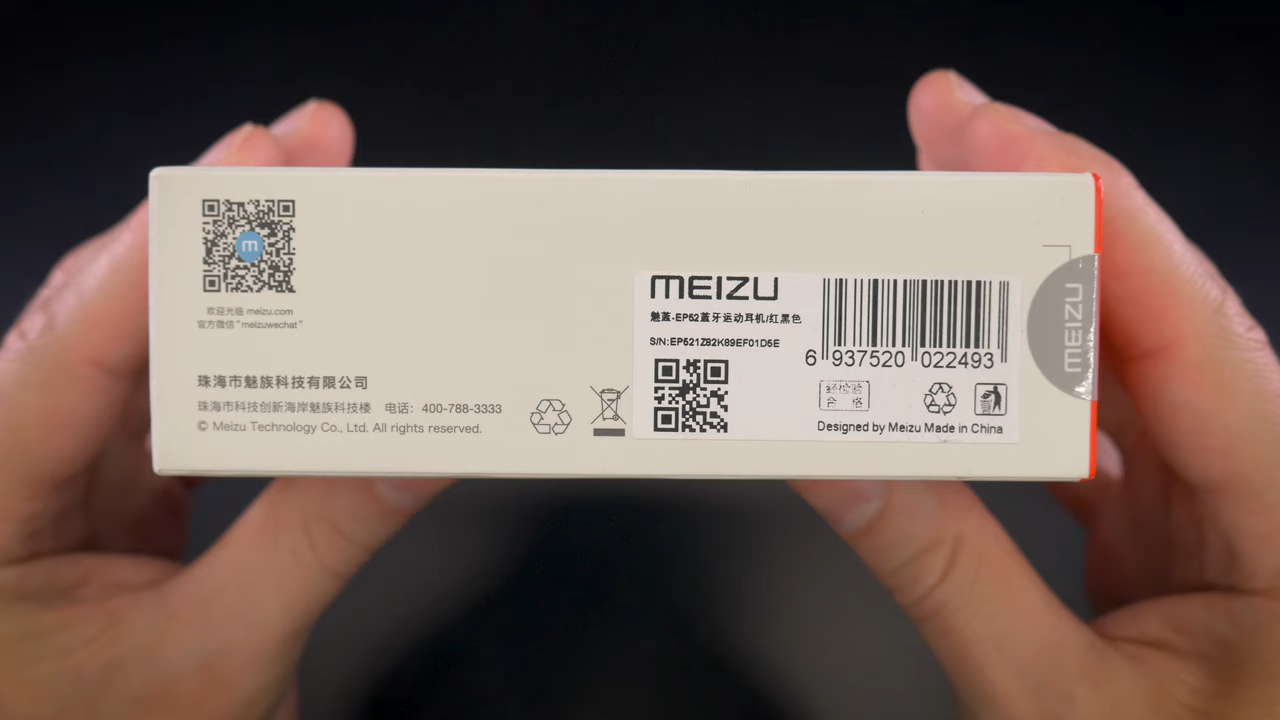 欢迎光临 meizu.com
官方微信“meizuwechat”
珠海市魅族科技有限公司
珠海市科技创新海岸魅族科技楼 电话：400-788-3333
© Meizu Technology Co., Ltd. All rights reserved.
MEIZU
魅蓝-EP52蓝牙运动耳机/红黑色
S/N:EP521ZB2K89EF01D5E
6 937520 022493
经检验
合格
Designed by Meizu Made in China
MEIZU
m